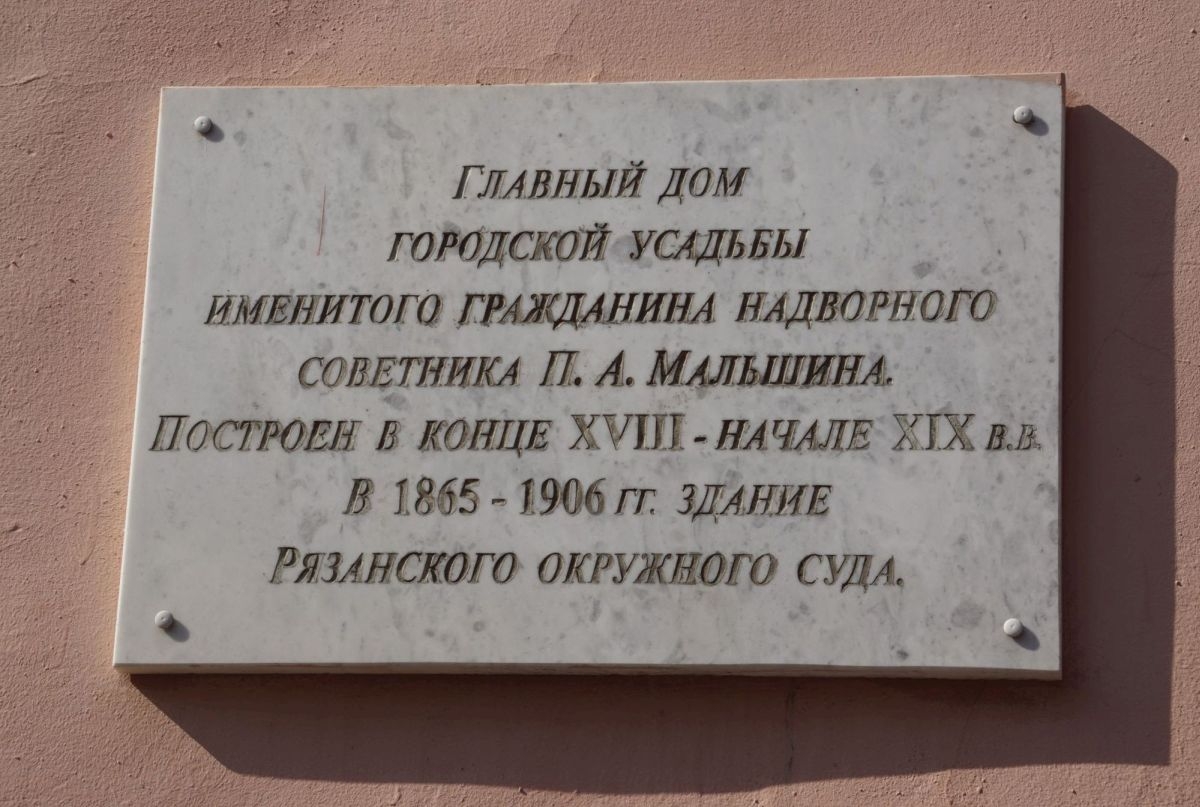 Главный дом
городской усадьбы
именитого гражданина надворного
советника П. А. Мальшина.
Построен в конце XVIII - начале XIX в.в.
В 1865 - 1906 гг. здание
Рязанского окружного суда.